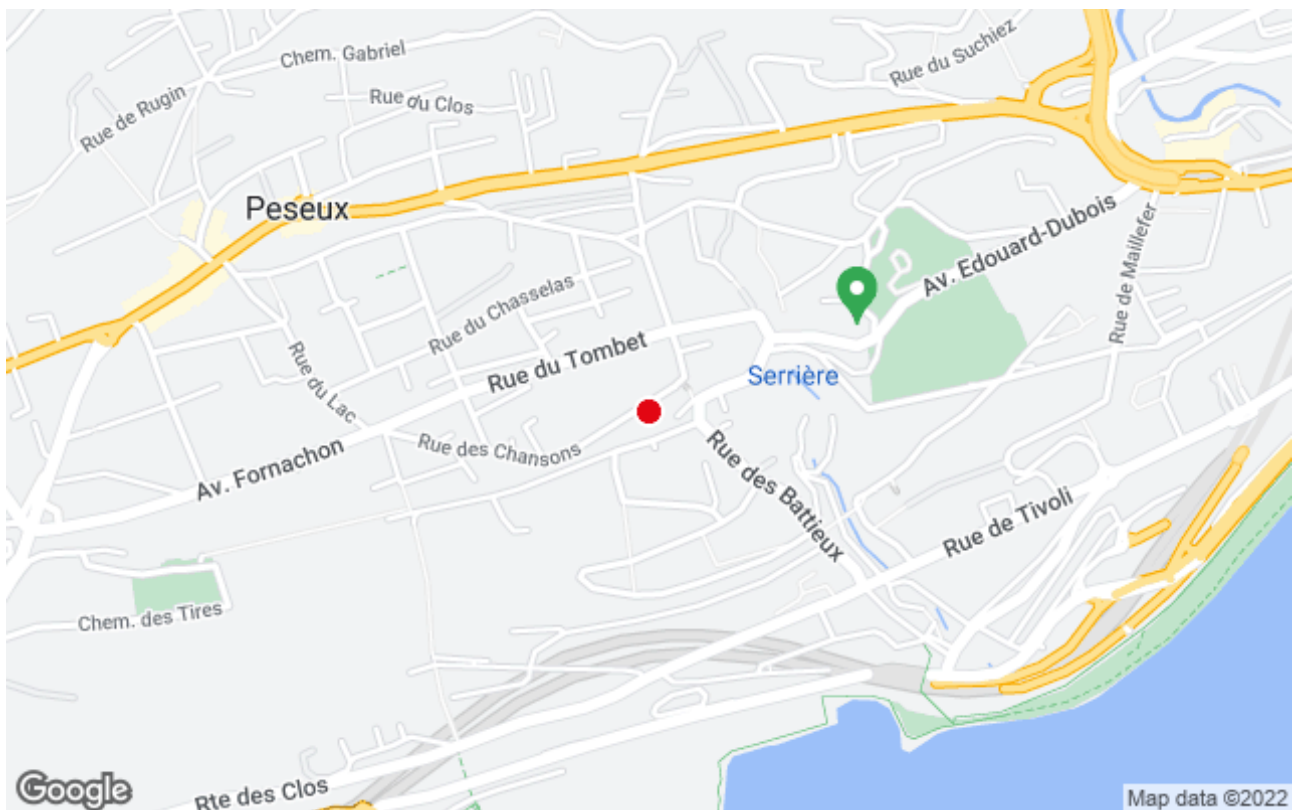 Chem. Gabriel
Rue du Suchiez
Rue de Rugin
Rue du Clos
Peseux
Av. Edouard-Dubois
Rue de Maillefer
Rue du Chasselas
Rue du Tombet
Rue du Lac
Serrière
Rue des Chansons
Av. Fornachon
Rue des Battieux
Rue de Tivoli
Chem. des Tires
Rte des Clos
Google
Map data ©2022